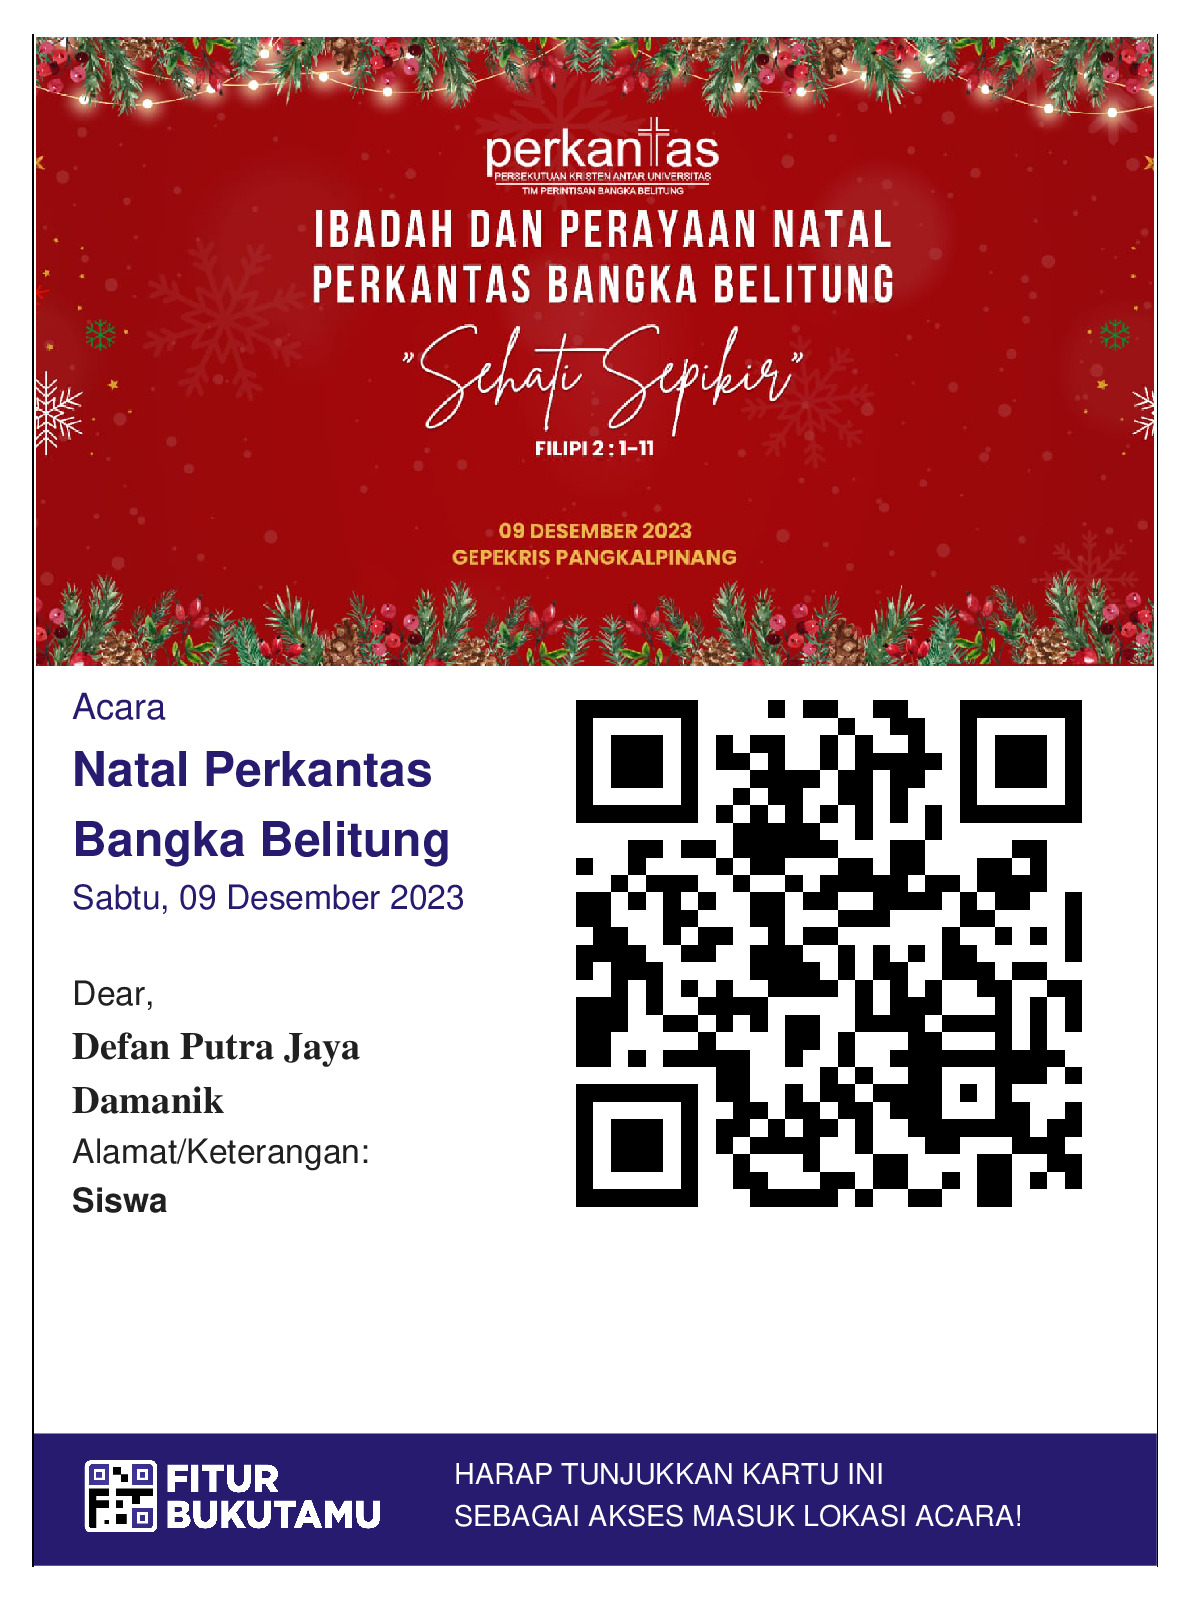 perkantas
PERSEKUTUAN KRISTEN ANTAR UNIVERSITAS
TIM PERINTISAN BANGKA BELITUNG
IBADAH DAN PERAYAAN NATAL
PERKANTAS BANGKA BELITUNG
"Sehati Sepikir"
FILIPI 2 : 1-11
09 DESEMBER 2023
GEPEKRIS PANGKALPINANG
Acara
Natal Perkantas
Bangka Belitung
Sabtu, 09 Desember 2023
Dear,
Defan Putra Jaya
Damanik
Alamat/Keterangan:
Siswa
FITUR
BUKUTAMU
HARAP TUNJUKKAN KARTU INI
SEBAGAI AKSES MASUK LOKASI ACARA!